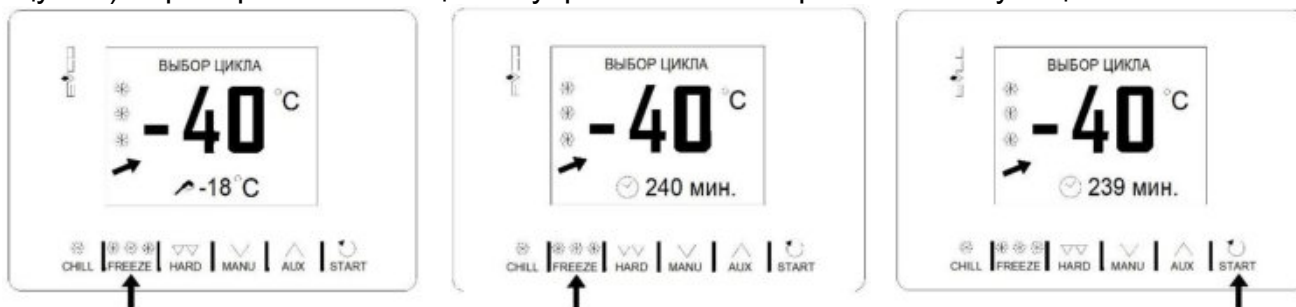 ВЫБОР ЦИКЛА
-40 °C
-18°C
CHILL FREEZE HARD MANU AUX START
ВЫБОР ЦИКЛА
-40 °C
240 мин.
CHILL FREEZE HARD MANU AUX START
ВЫБОР ЦИКЛА
-40 °C
239 мин.
CHILL FREEZE HARD MANU AUX START